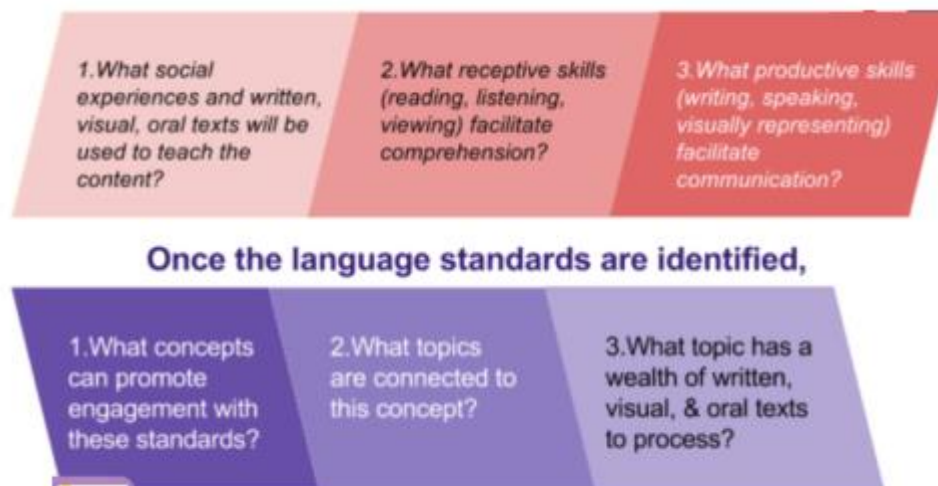 1.What social
experiences and written,
visual, oral texts will be
used to teach the
content?
2.What receptive skills
(reading, listening,
viewing) facilitate
comprehension?
3.What productive skills
(writing, speaking,
visually representing)
facilitate
communication?
Once the language standards are identified,
1.What concepts
can promote
engagement with
these standards?
2.What topics
are connected to
this concept?
3.What topic has a
wealth of written,
visual, & oral texts
to process?